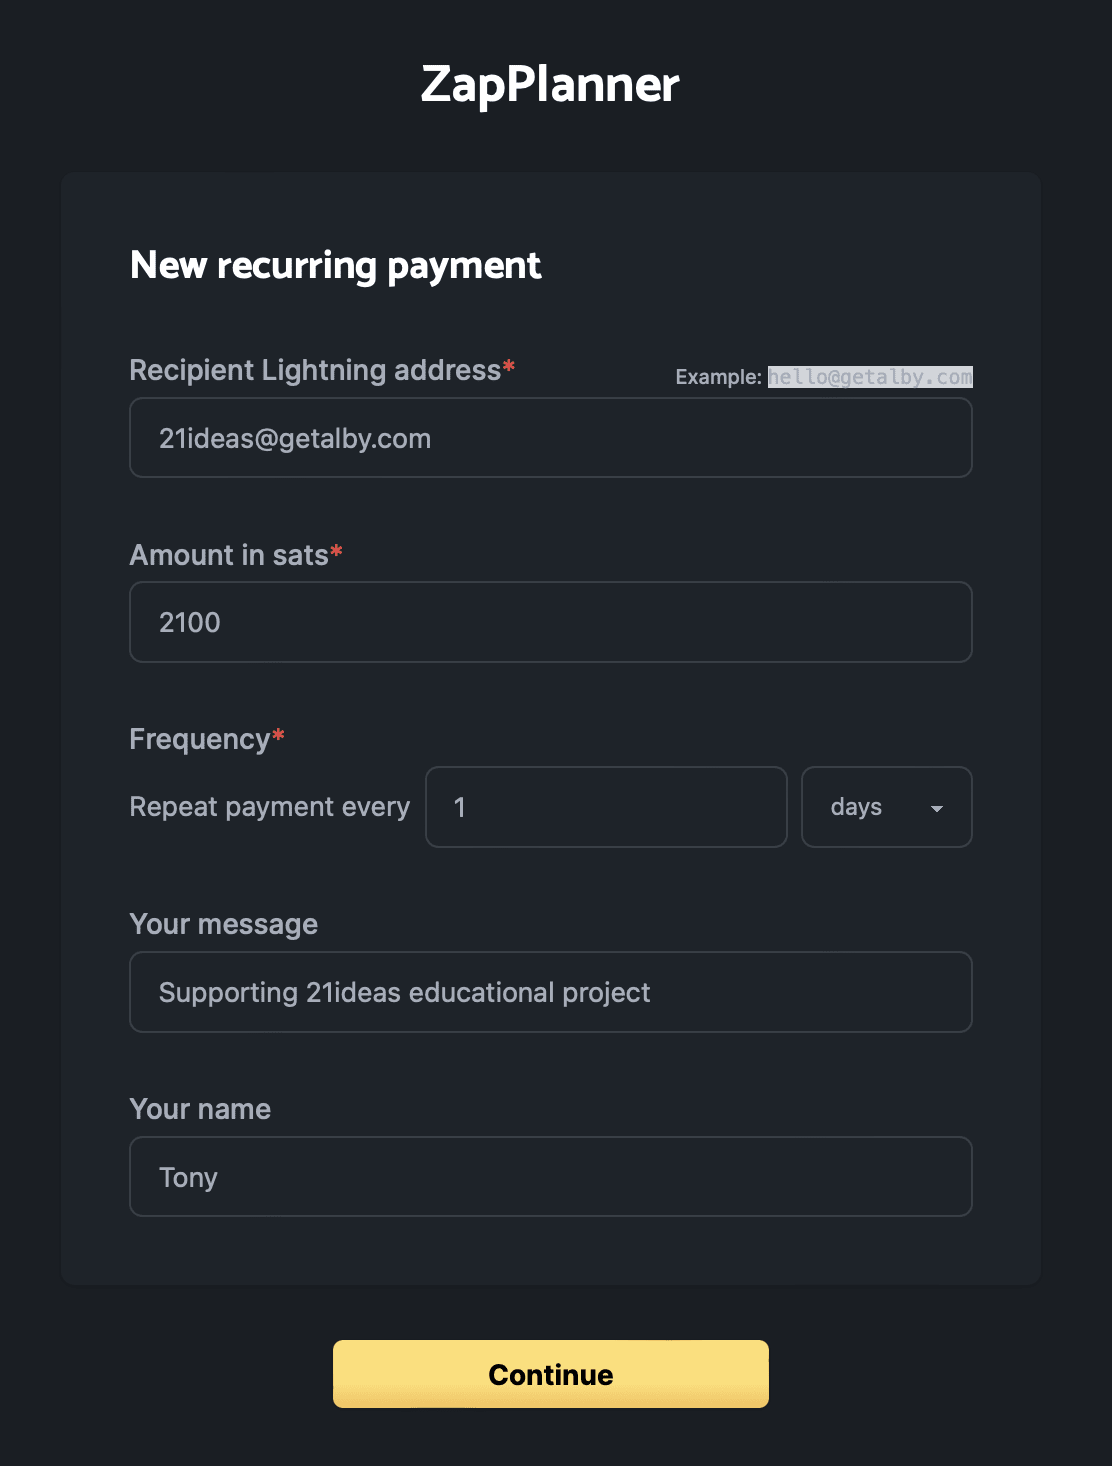 ZapPlanner
New recurring payment
Recipient Lightning address*
Example: hello@getalby.com
21ideas@getalby.com
Amount in sats*
2100
Frequency*
Repeat payment every 1 days
Your message
Supporting 21ideas educational project
Your name
Tony
Continue